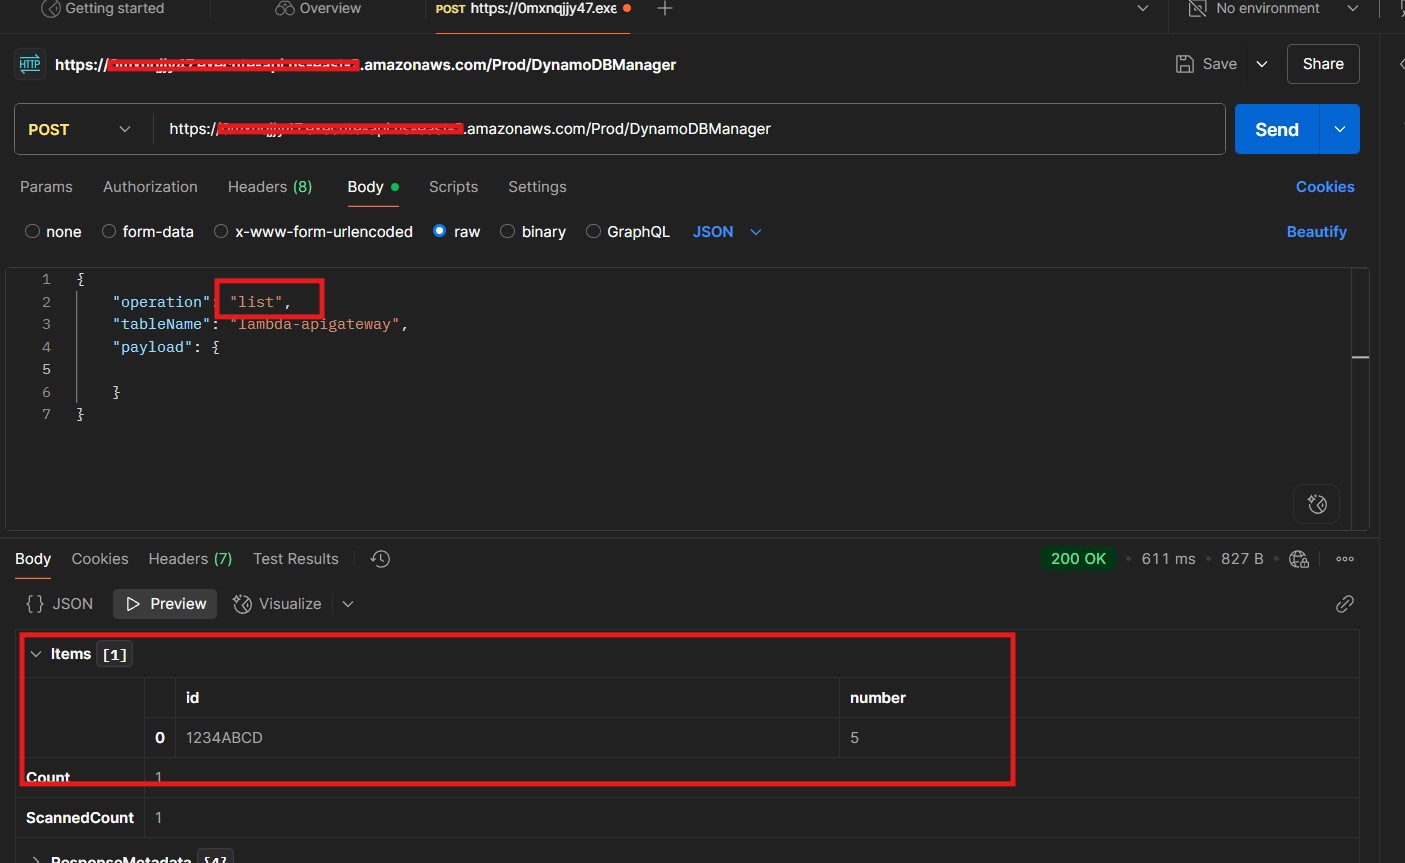 Getting started
Overview
POST https://0mxnqjjy47.exe
No environment
HTTP
https:// .amazonaws.com/Prod/DynamoDBManager
Save
Share
POST
https:// .amazonaws.com/Prod/DynamoDBManager
Send
Params
Authorization
Headers (8)
Body
Scripts
Settings
Cookies
none
form-data
x-www-form-urlencoded
raw
binary
GraphQL
JSON
Beautify
1 {
2 "operation": "list",
3 "tableName": "lambda-apigateway",
4 "payload": {
5
6 }
7 }
Body
Cookies
Headers (7)
Test Results
200 OK
611 ms
827 B
{} JSON
Preview
Visualize
Items [1]
id number
0 1234ABCD 5
Count 1
ScannedCount 1
ResponseMetadata [4]